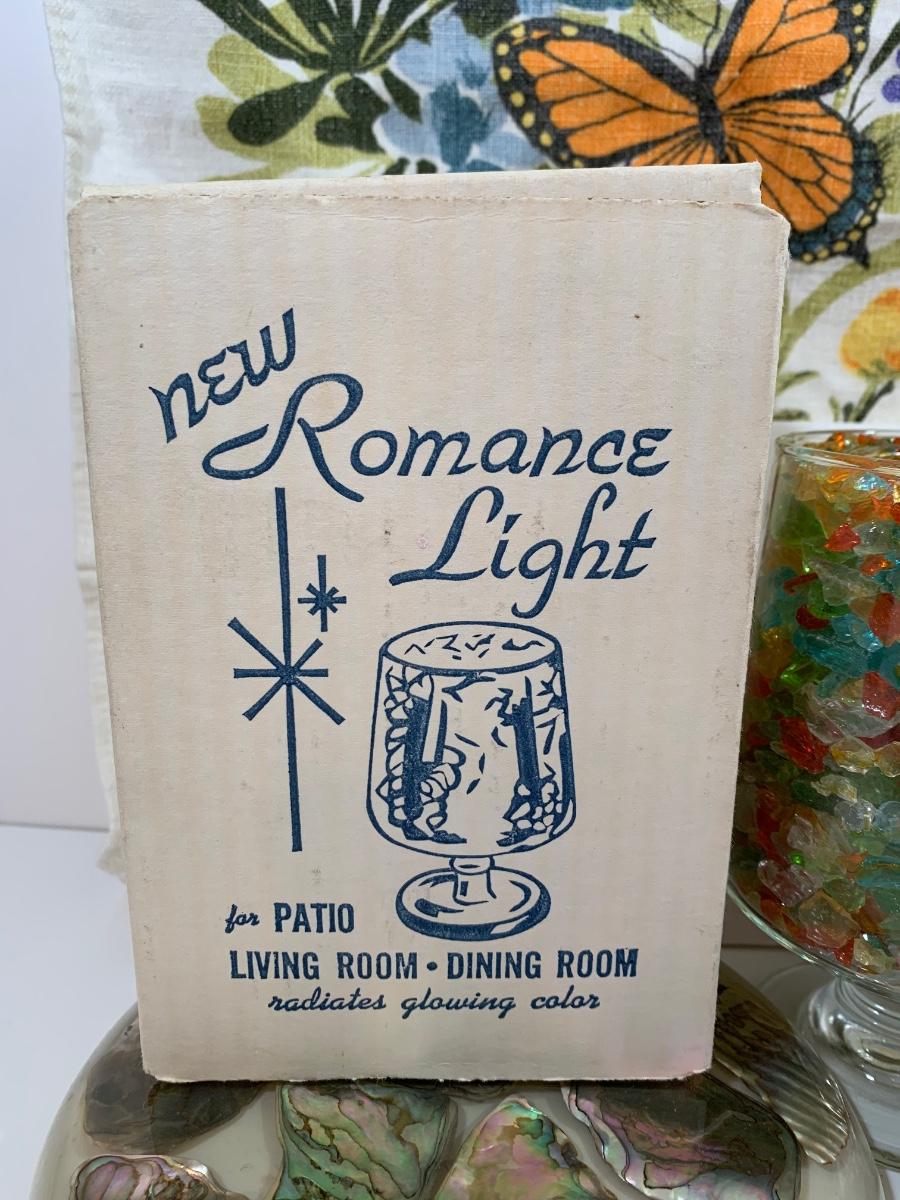 new
Romance
Light
for PATIO
LIVING ROOM • DINING ROOM
radiates glowing color